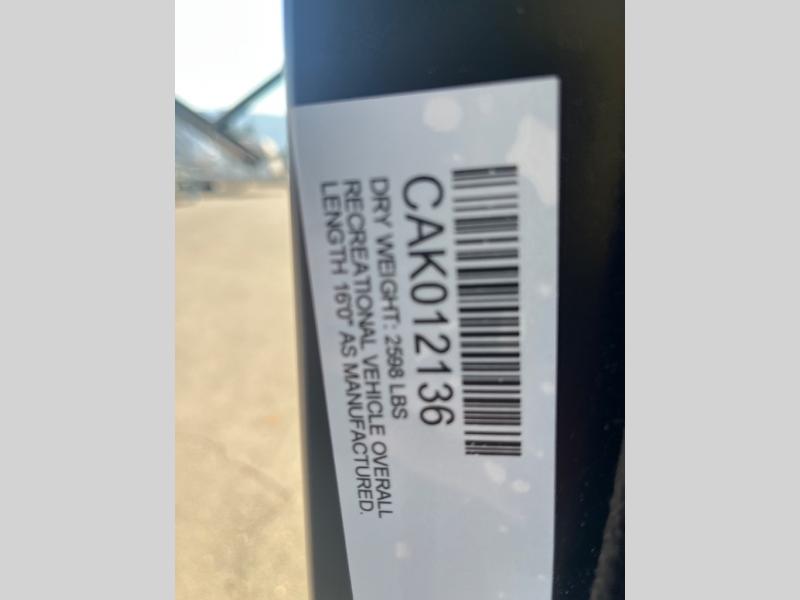 CAK012136
DRY WEIGHT: 2598 LBS
RECREATIONAL VEHICLE OVERALL
LENGTH 16'0" AS MANUFACTURED.